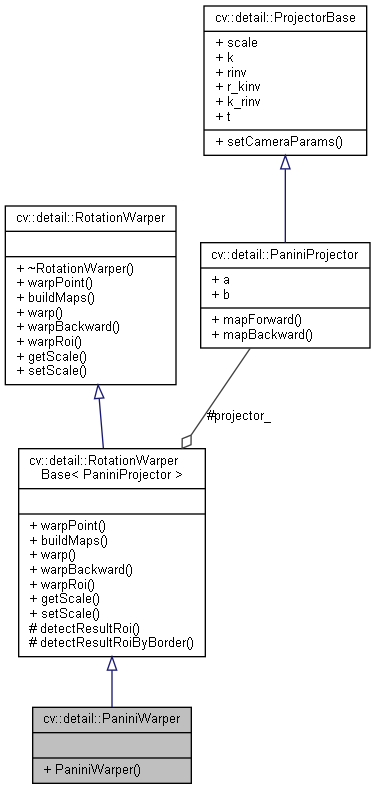 cv::detail::ProjectorBase
+ scale
+ k
+ rinv
+ r_kinv
+ k_rinv
+ t
+ setCameraParams()
cv::detail::RotationWarper
+ ~RotationWarper()
+ warpPoint()
+ buildMaps()
+ warp()
+ warpBackward()
+ warpRoi()
+ getScale()
+ setScale()
cv::detail::PaniniProjector
+ a
+ b
+ mapForward()
+ mapBackward()
#projector_
cv::detail::RotationWarper
Base< PaniniProjector >
+ warpPoint()
+ buildMaps()
+ warp()
+ warpBackward()
+ warpRoi()
+ getScale()
+ setScale()
# detectResultRoi()
# detectResultRoiByBorder()
cv::detail::PaniniWarper
+ PaniniWarper()